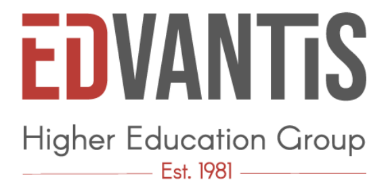 EDVANTiS
Higher Education Group
Est. 1981